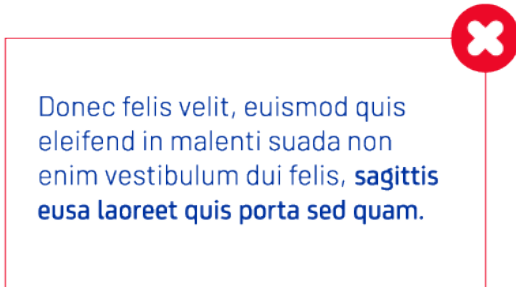 Donec felis velit, euismod quis
eleifend in malenti suada non
enim vestibulum dui felis, sagittis
eusa laoreet quis porta sed quam.